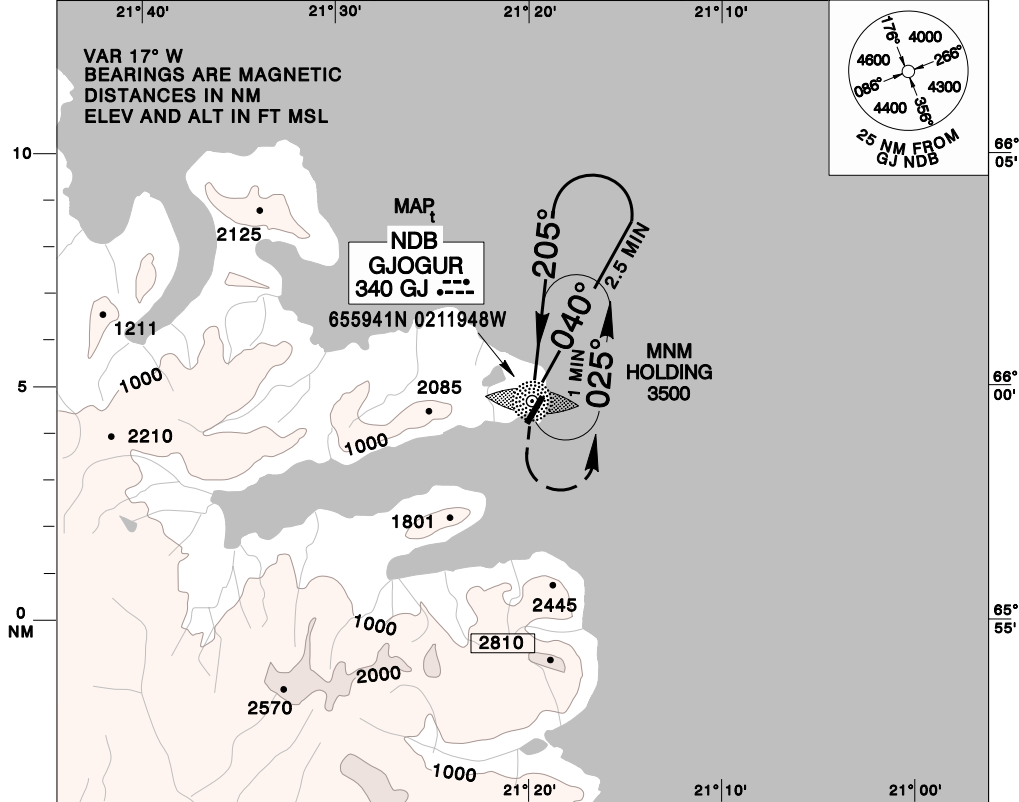 21° 40'
21° 30'
21° 20'
21° 10'
VAR 17° W
BEARINGS ARE MAGNETIC
DISTANCES IN NM
ELEV AND ALT IN FT MSL
176°
4000
266°
4600
086°
4300
4400
356°
25 NM FROM
GJ NDB
10
66°
05'
2125
MAPt
NDB
GJOGUR
340 GJ
655941N 0211948W
205°
2.5 MIN
040°
1 MIN
025°
MNM
HOLDING
3500
1211
1000
5
66°
00'
2085
2210
1000
1801
2445
0
NM
65°
55'
1000
2810
2000
2570
1000
21° 20'
21° 10'
21° 00'